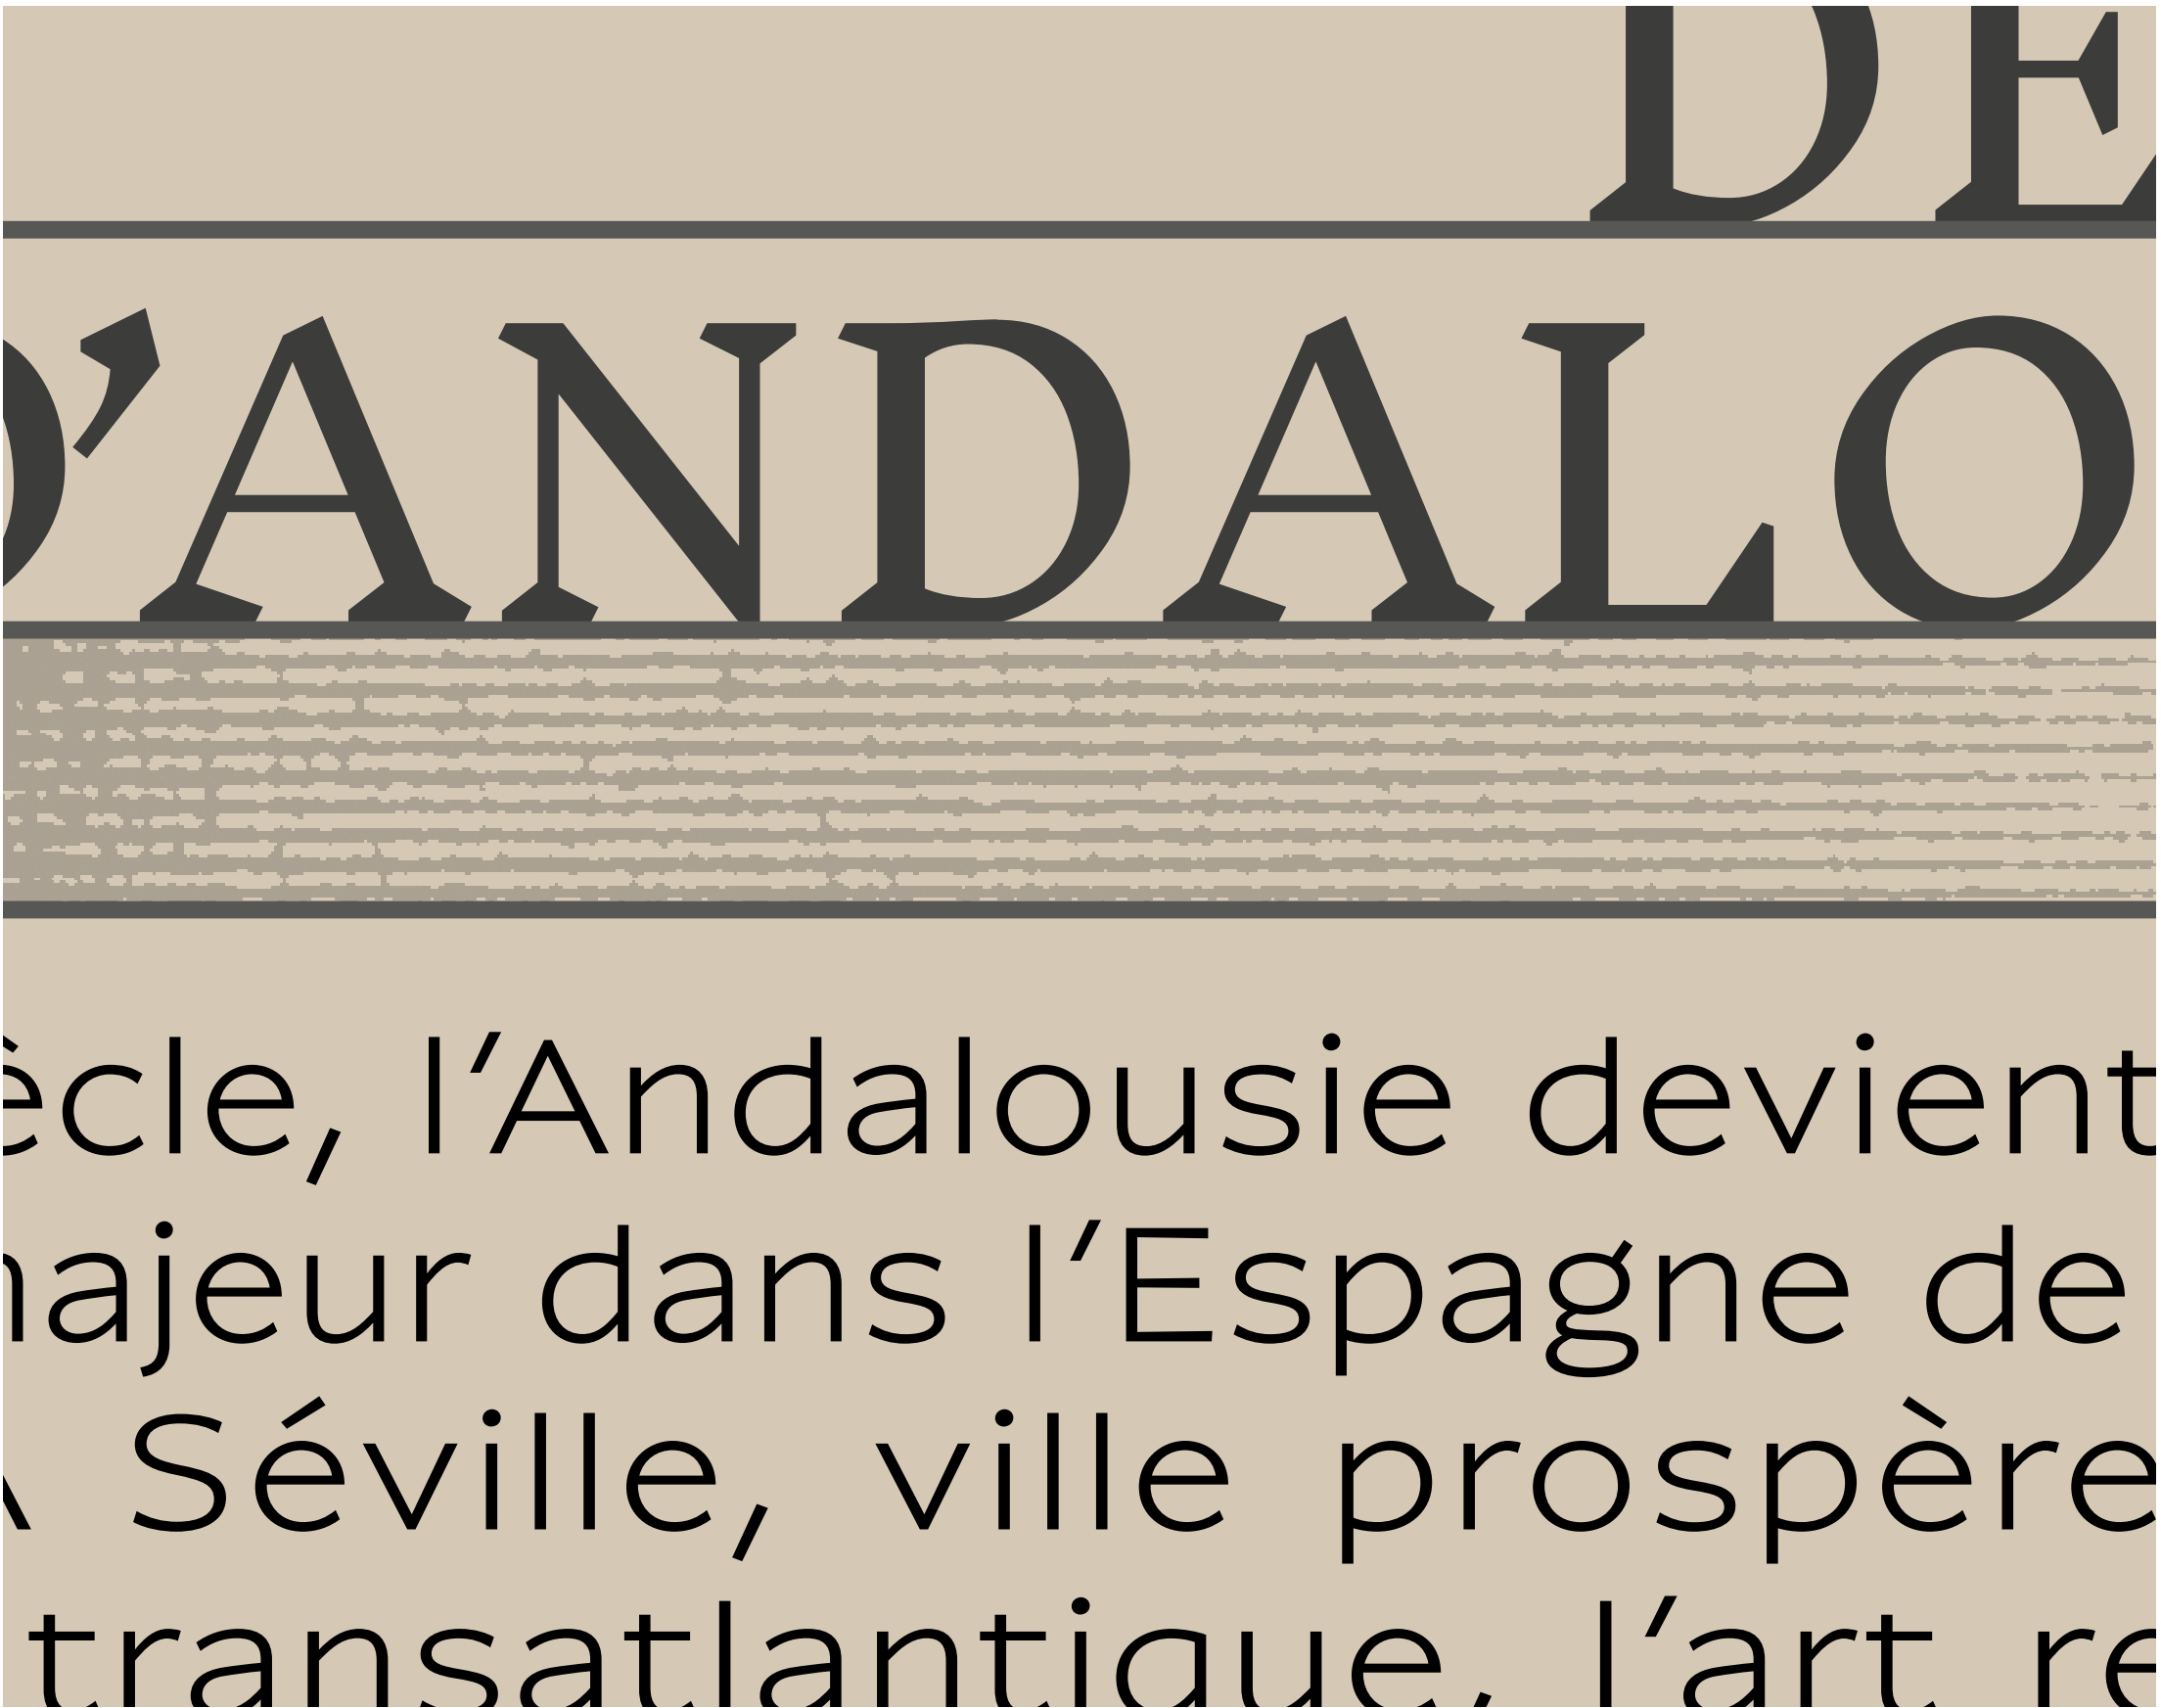 DE
D’ANDALO
ècle, l’Andalousie devient
majeur dans l’Espagne de
À Séville, ville prospère
transatlantique, l’art re